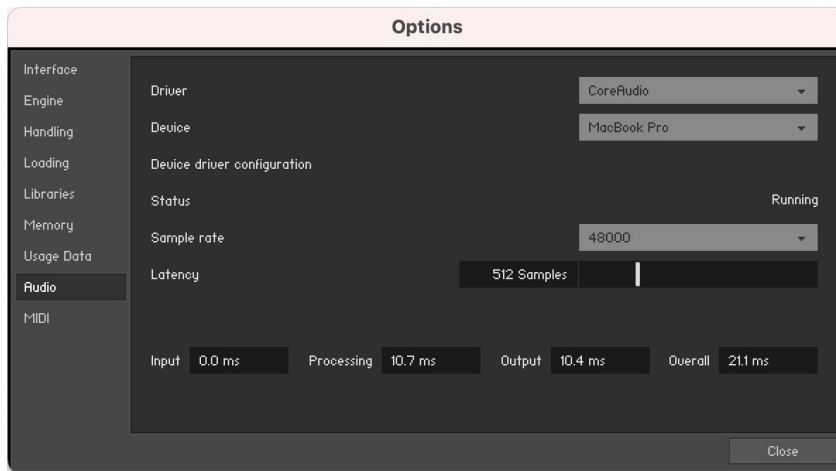 Options
Interface
Engine
Handling
Loading
Libraries
Memory
Usage Data
Audio
MIDI
Driver CoreAudio
Device MacBook Pro
Device driver configuration
Status Running
Sample rate 48000
Latency 512 Samples
Input 0.0 ms Processing 10.7 ms Output 10.4 ms Overall 21.1 ms
Close